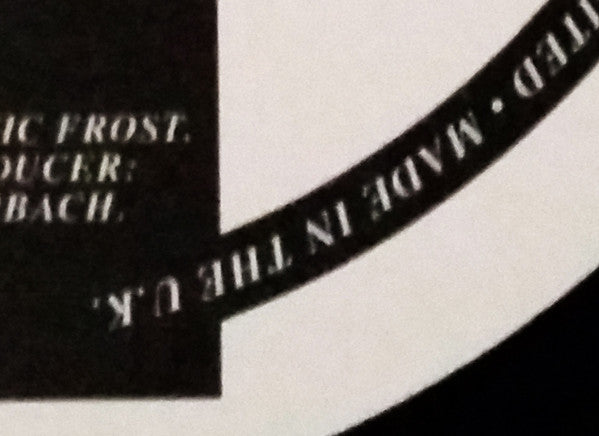 IC FROST.
DUCER:
BACH.
ITED • MADE IN THE U.K.